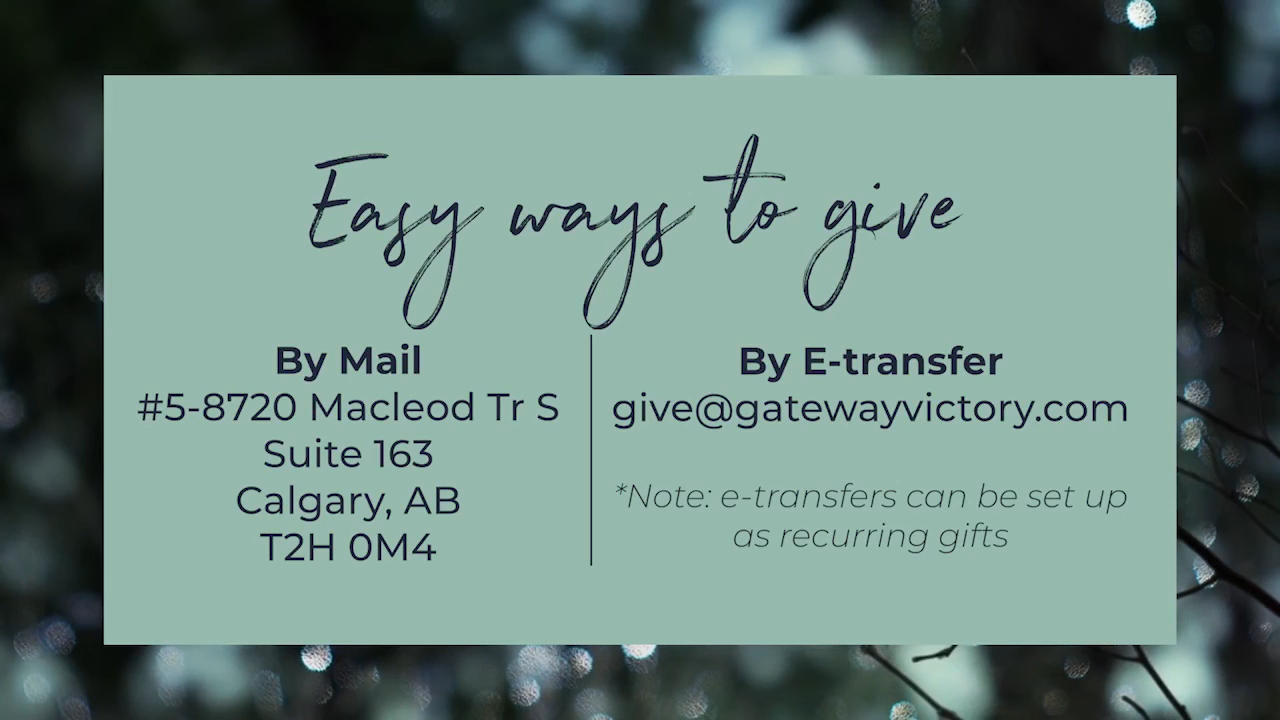 Easy ways to give
By Mail
#5-8720 Macleod Tr S
Suite 163
Calgary, AB
T2H 0M4
By E-transfer
give@gatewayvictory.com
*Note: e-transfers can be set up
as recurring gifts